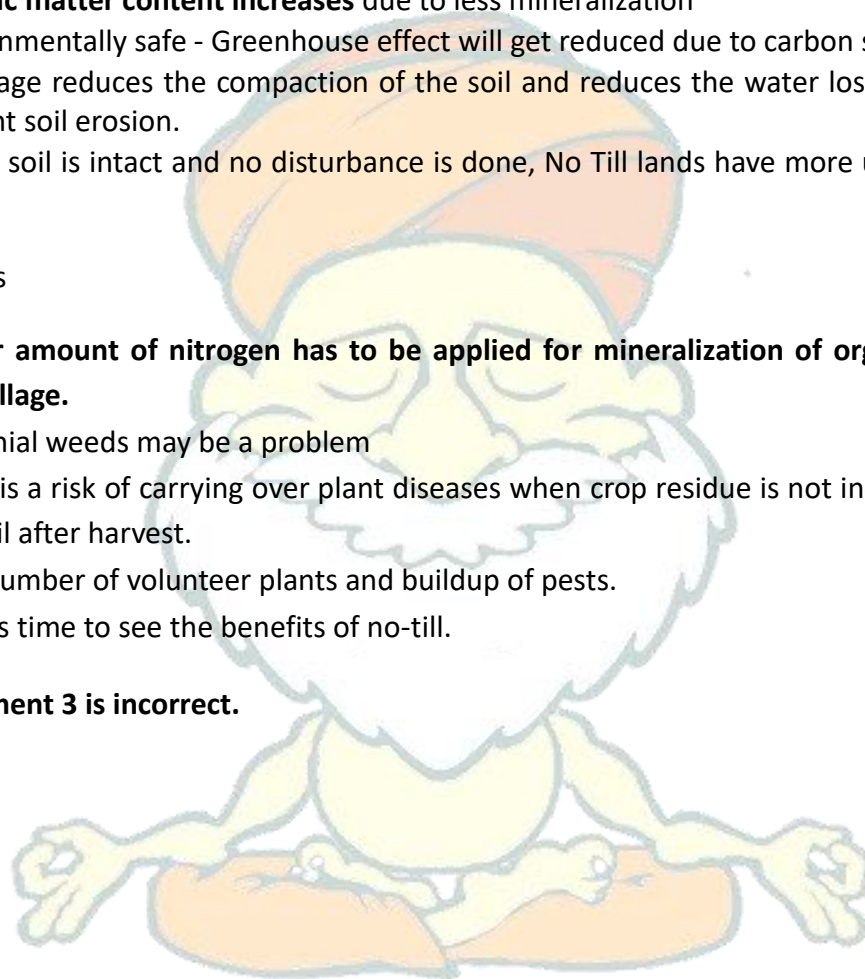 ic matter content increases due to less mineralization
nmentally safe - Greenhouse effect will get reduced due to carbon s
age reduces the compaction of the soil and reduces the water los
nt soil erosion.
soil is intact and no disturbance is done, No Till lands have more u
s
r amount of nitrogen has to be applied for mineralization of org
llage.
nial weeds may be a problem
is a risk of carrying over plant diseases when crop residue is not in
il after harvest.
umber of volunteer plants and buildup of pests.
s time to see the benefits of no-till.
nent 3 is incorrect.